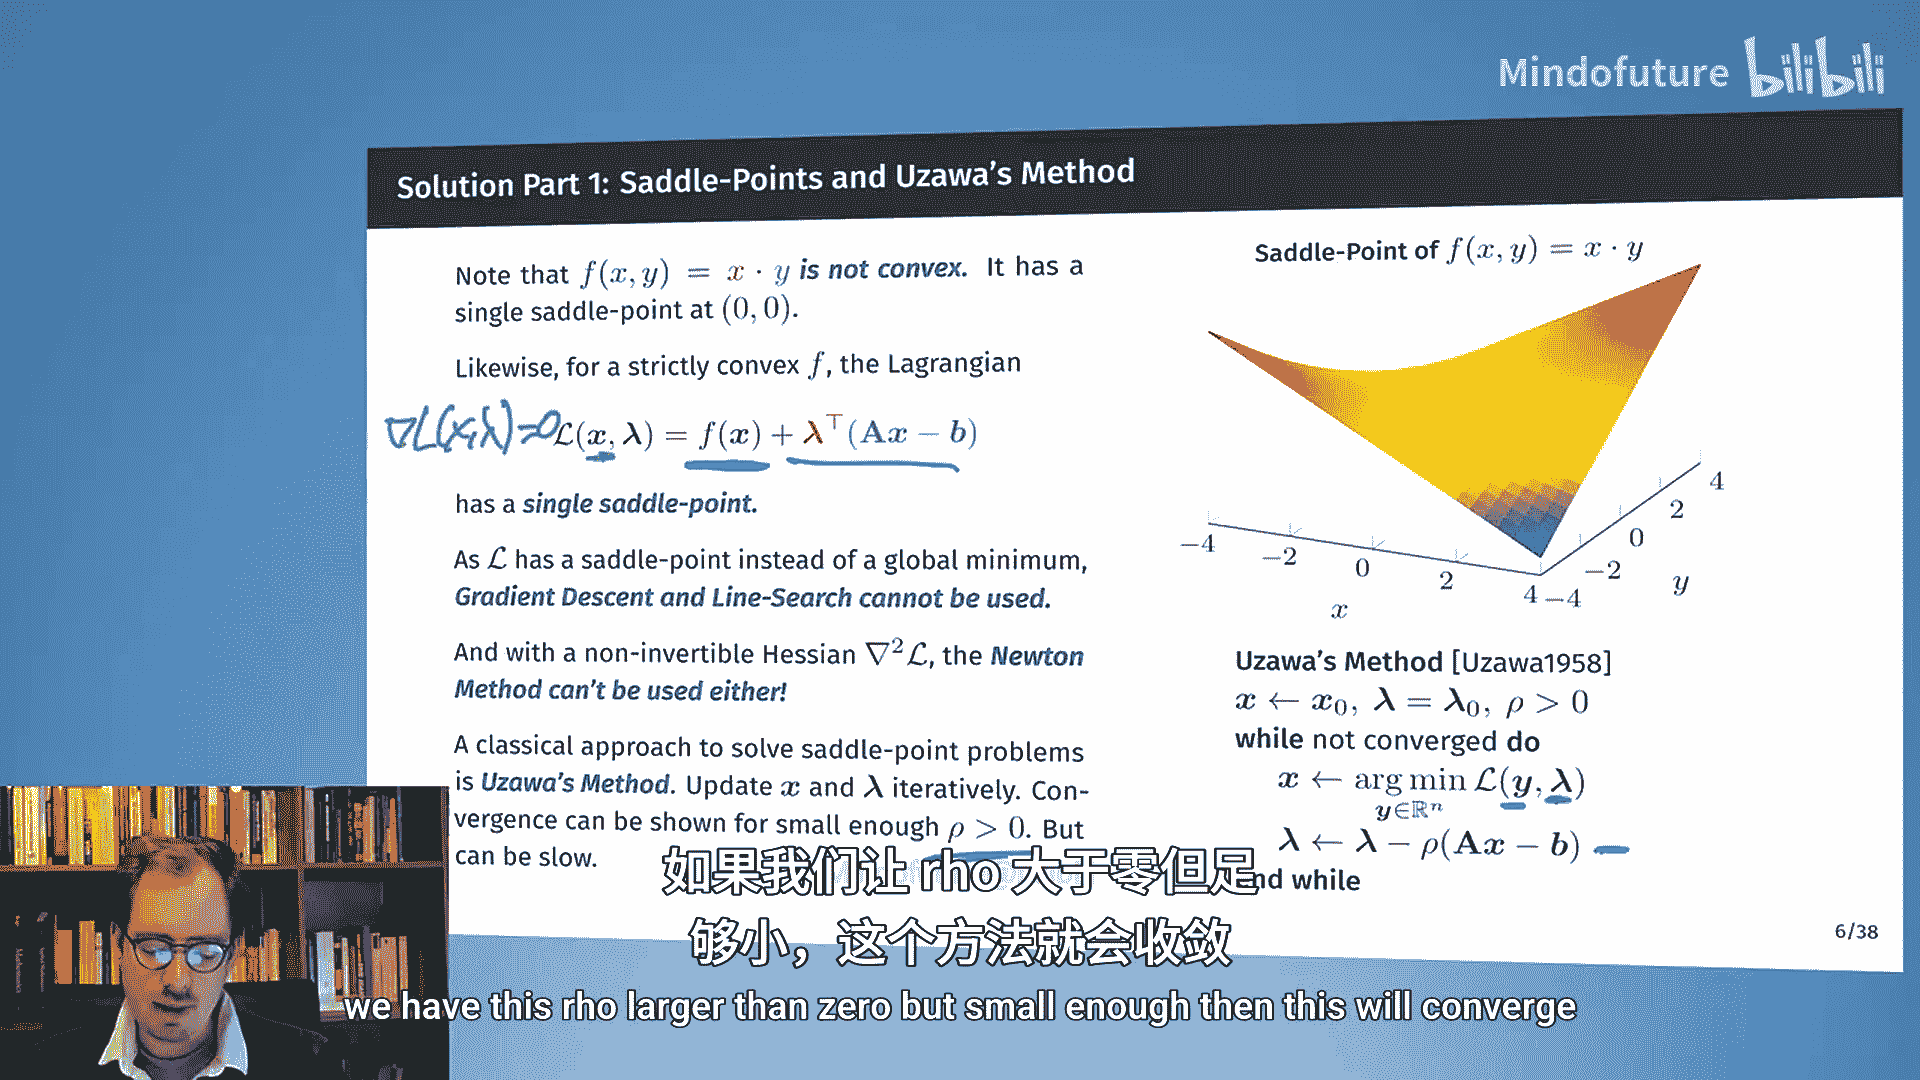 Mindofuture bilibili
Solution Part 1: Saddle-Points and Uzawa's Method
Note that f(x, y) = x · y is not convex. It has a
single saddle-point at (0, 0).
Likewise, for a strictly convex f, the Lagrangian
∇L(x,λ)=0
ℒ(x, λ) = f(x) + λ⊤(Ax − b)
has a single saddle-point.
As ℒ has a saddle-point instead of a global minimum,
Gradient Descent and Line-Search cannot be used.
And with a non-invertible Hessian ∇²ℒ, the Newton
Method can't be used either!
A classical approach to solve saddle-point problems
is Uzawa's Method. Update x and λ iteratively. Con-
vergence can be shown for small enough ρ > 0. But
can be slow.
Saddle-Point of f(x, y) = x · y
−4 −2 0 2 4
x
−4 −2 0 2 4
y
Uzawa's Method [Uzawa1958]
x ← x₀, λ = λ₀, ρ > 0
while not converged do
x ← arg min ℒ(y, λ)
y∈ℝⁿ
λ ← λ − ρ(Ax − b)
nd while
6/38
如果我们让 rho 大于零但足
够小，这个方法就会收敛
we have this rho larger than zero but small enough then this will converge